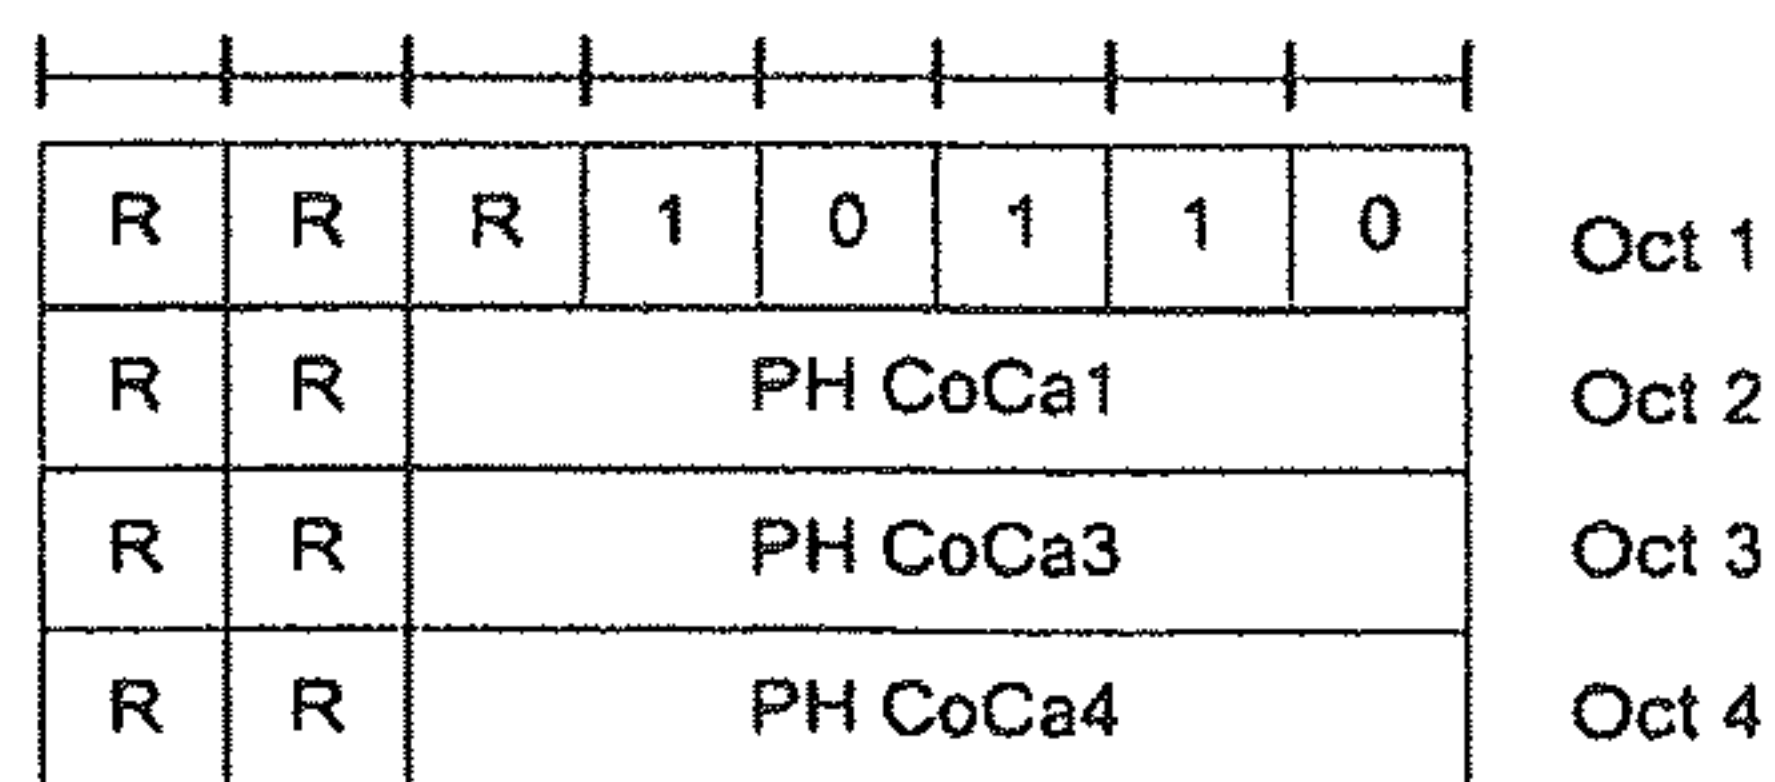 R R R 1 0 1 1 0 Oct 1
R R PH CoCa1 Oct 2
R R PH CoCa3 Oct 3
R R PH CoCa4 Oct 4